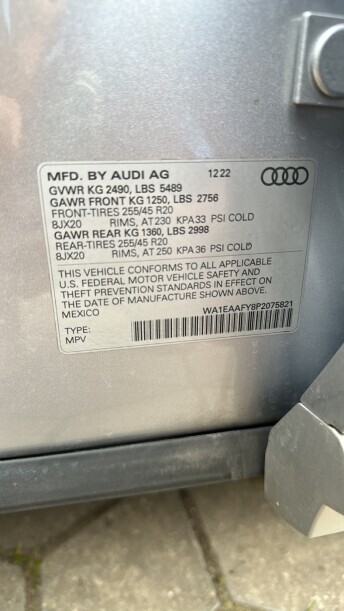 MFD. BY AUDI AG 12 22
GVWR KG 2490, LBS 5489
GAWR FRONT KG 1250, LBS 2756
FRONT-TIRES 255/45 R20
8JX20 RIMS, AT 230 KPA 33 PSI COLD
GAWR REAR KG 1360, LBS 2998
REAR-TIRES 255/45 R20
8JX20 RIMS, AT 250 KPA 36 PSI COLD
THIS VEHICLE CONFORMS TO ALL APPLICABLE
U.S. FEDERAL MOTOR VEHICLE SAFETY AND
THEFT PREVENTION STANDARDS IN EFFECT ON
THE DATE OF MANUFACTURE SHOWN ABOVE.
MEXICO
WA1EAAFY8P2075821
TYPE:
MPV